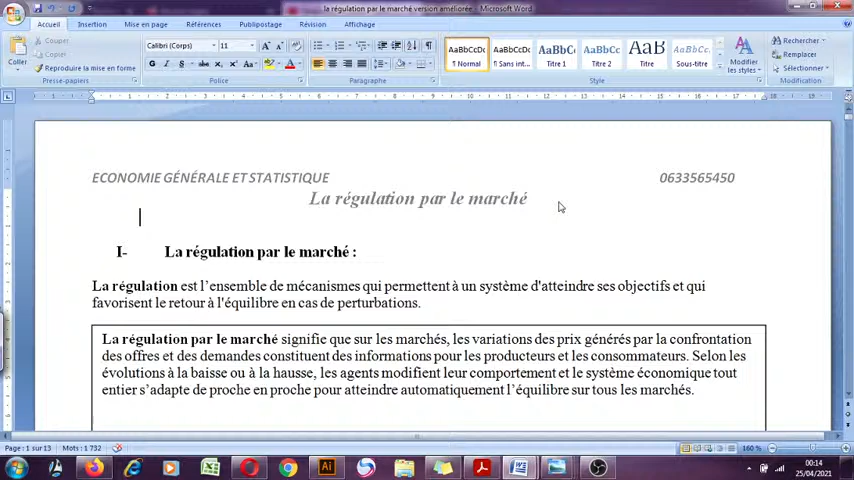 la régulation par le marché version améliorée - Microsoft Word
Accueil Insertion Mise en page Références Publipostage Révision Affichage
Coller
Couper
Copier
Reproduire la mise en forme
Presse-papiers
Calibri (Corps) 11
Police
Paragraphe
AaBbCcDc AaBbCcDc AaBbC AaBbCc AaB AaBbCc.
¶ Normal ¶ Sans int... Titre 1 Titre 2 Titre Sous-titre
Style
Modifier
les styles
Rechercher
Remplacer
Sélectionner
Modification
ECONOMIE GÉNÉRALE ET STATISTIQUE 0633565450
La régulation par le marché
I- La régulation par le marché :
La régulation est l’ensemble de mécanismes qui permettent à un système d'atteindre ses objectifs et qui
favorisent le retour à l'équilibre en cas de perturbations.
La régulation par le marché signifie que sur les marchés, les variations des prix générés par la confrontation
des offres et des demandes constituent des informations pour les producteurs et les consommateurs. Selon les
évolutions à la baisse ou à la hausse, les agents modifient leur comportement et le système économique tout
entier s’adapte de proche en proche pour atteindre automatiquement l’équilibre sur tous les marchés.
Page : 1 sur 13 Mots : 1 732
160 %
00:14
25/04/2021